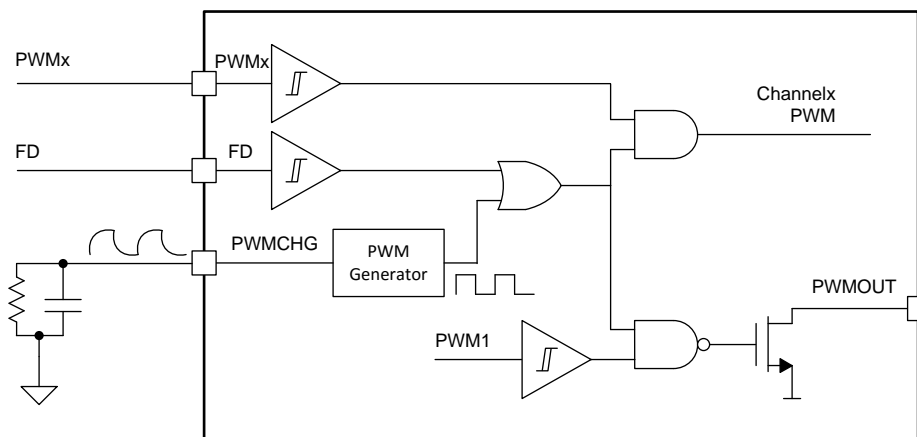 PWMx
PWMx
Channelx
PWM
FD
FD
PWMCHG
PWM
Generator
PWMOUT
PWM1